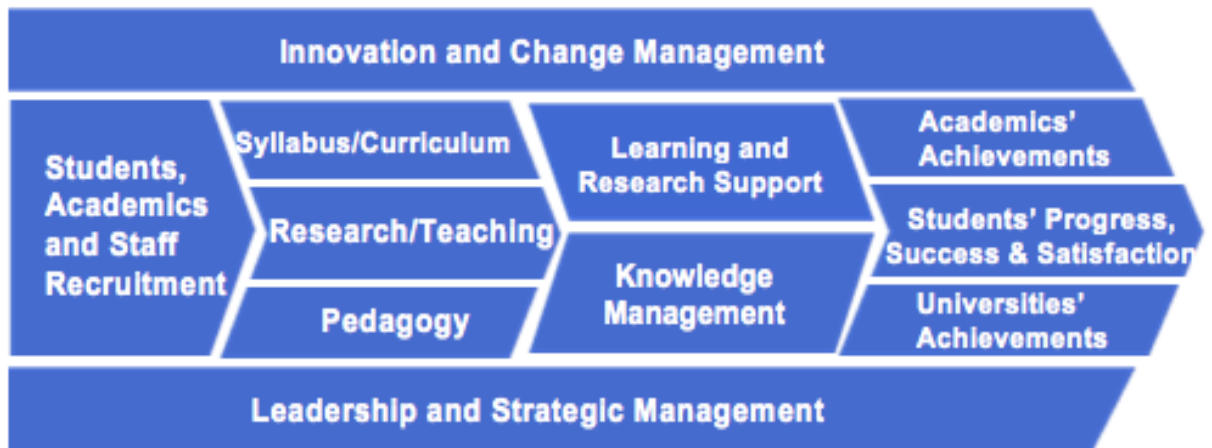 Innovation and Change Management
Students,
Academics
and Staff
Recruitment
Syllabus/Curriculum
Research/Teaching
Pedagogy
Learning and
Research Support
Knowledge
Management
Academics’
Achievements
Students’ Progress,
Success & Satisfaction
Universities’
Achievements
Leadership and Strategic Management